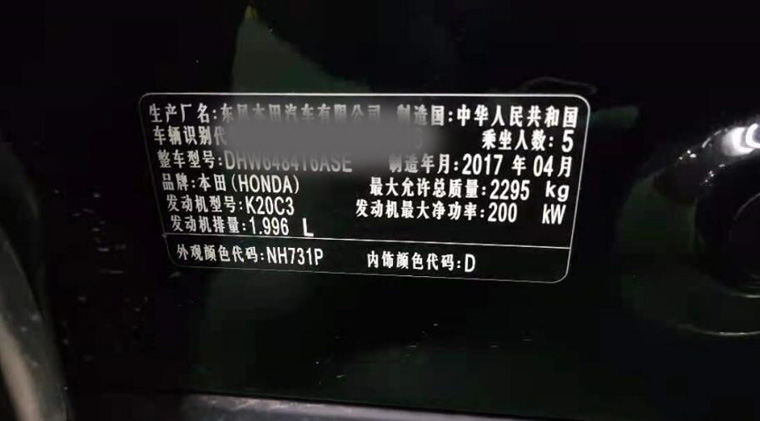 生产厂名:东风本田汽车有限公司 制造国:中华人民共和国
车辆识别代 乘坐人数:5
整车型号:DHW6484T6ASE 制造年月:2017 年 04 月
品牌:本田(HONDA) 最大允许总质量:2295 kg
发动机型号:K20C3 发动机最大净功率:200 kW
发动机排量:1.996 L
外观颜色代码:NH731P 内饰颜色代码:D